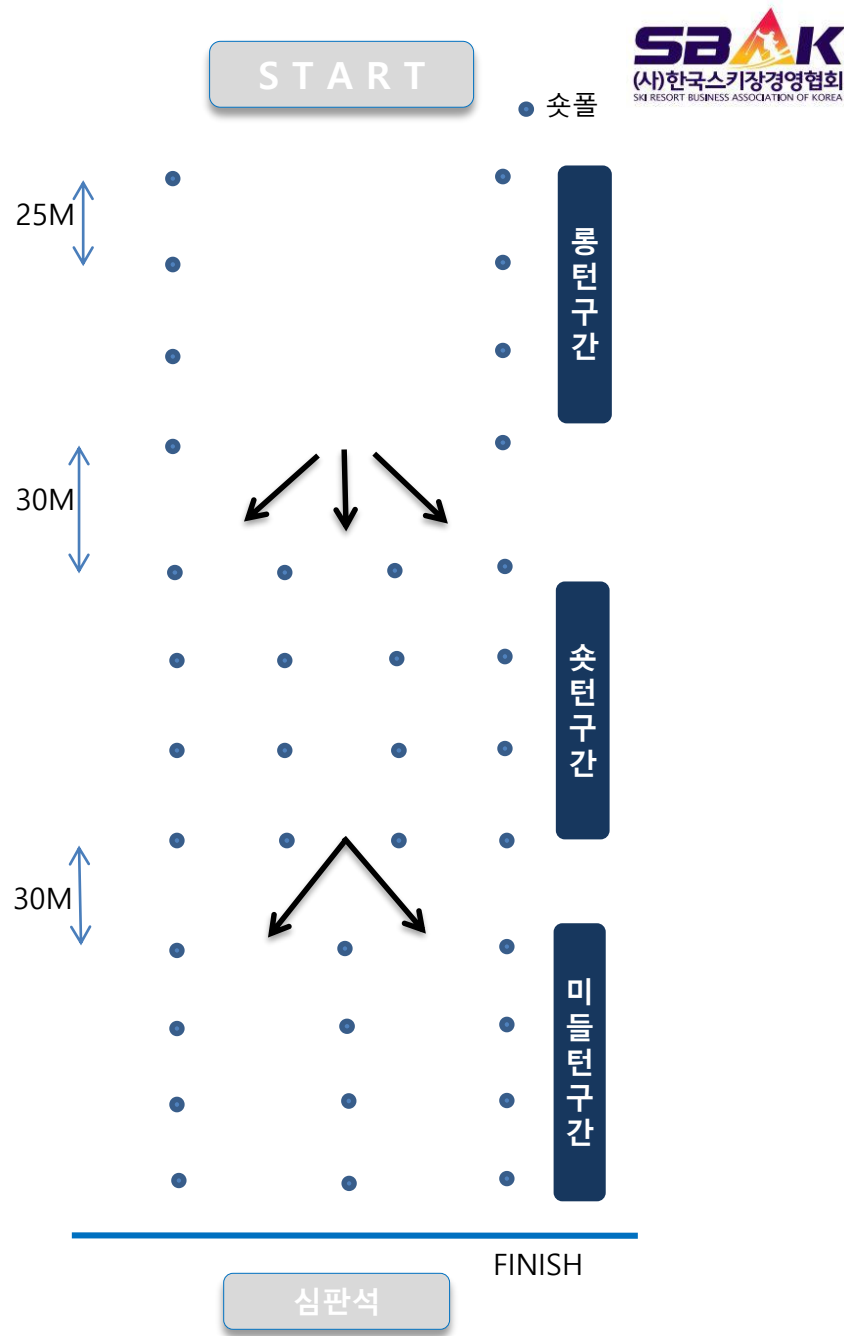 START
SBAK
(사)한국스키장경영협회
SKI RESORT BUSINESS ASSOCIATION OF KOREA
숏폴
25M
롱턴구간
30M
숏턴구간
30M
미들턴구간
FINISH
심판석